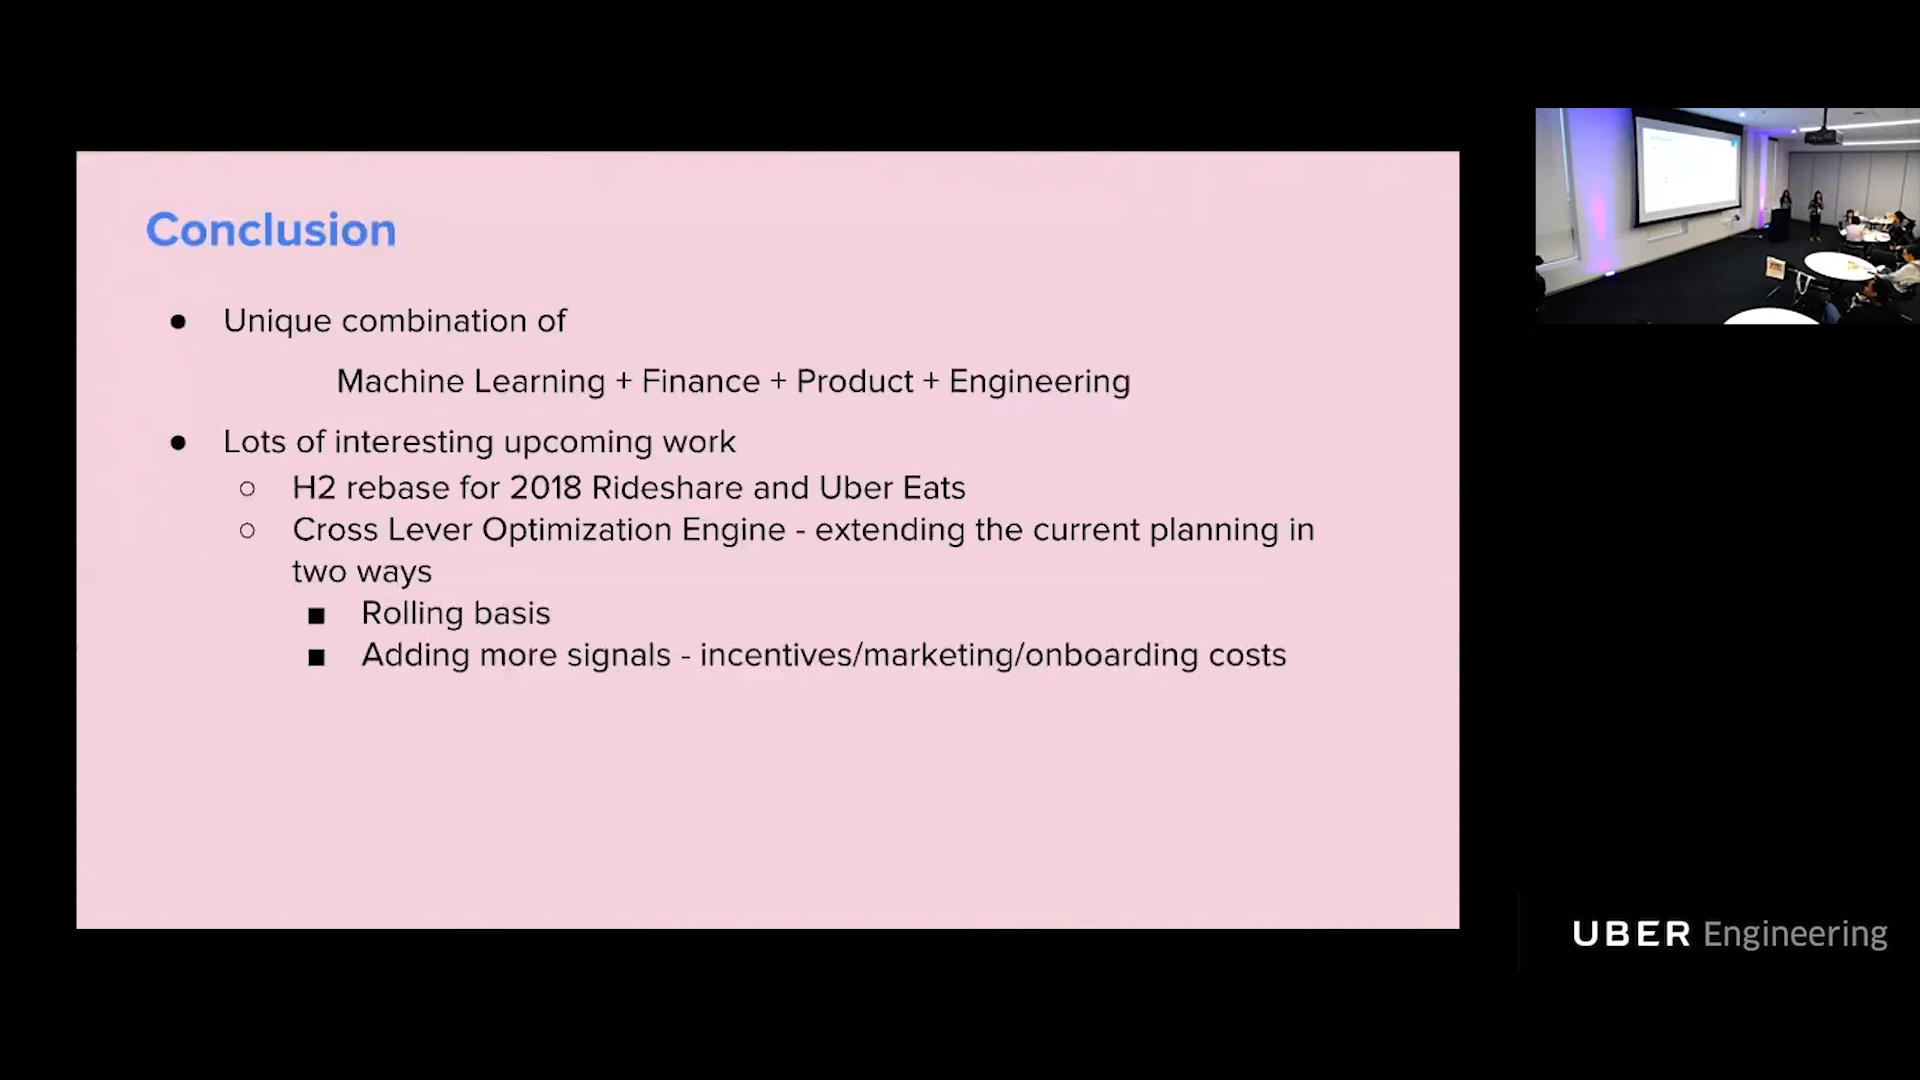 Conclusion
● Unique combination of
Machine Learning + Finance + Product + Engineering
● Lots of interesting upcoming work
○ H2 rebase for 2018 Rideshare and Uber Eats
○ Cross Lever Optimization Engine - extending the current planning in
two ways
■ Rolling basis
■ Adding more signals - incentives/marketing/onboarding costs
UBER Engineering